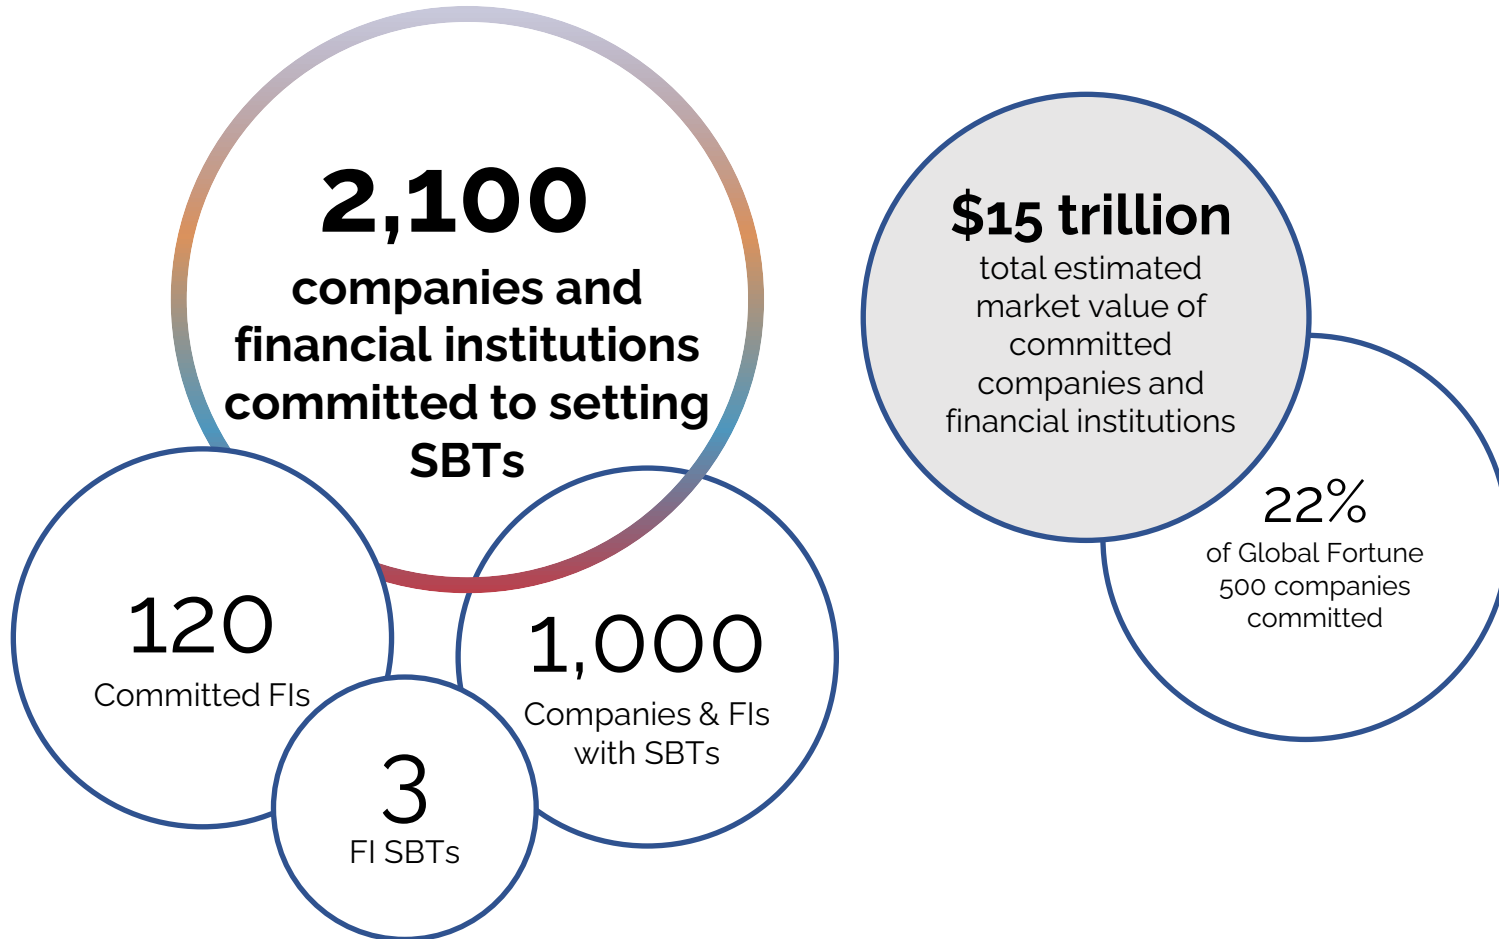 2,100
companies and
financial institutions
committed to setting
SBTs
120
Committed FIs
3
FI SBTs
1,000
Companies & FIs
with SBTs
$15 trillion
total estimated
market value of
committed
companies and
financial institutions
22%
of Global Fortune
500 companies
committed